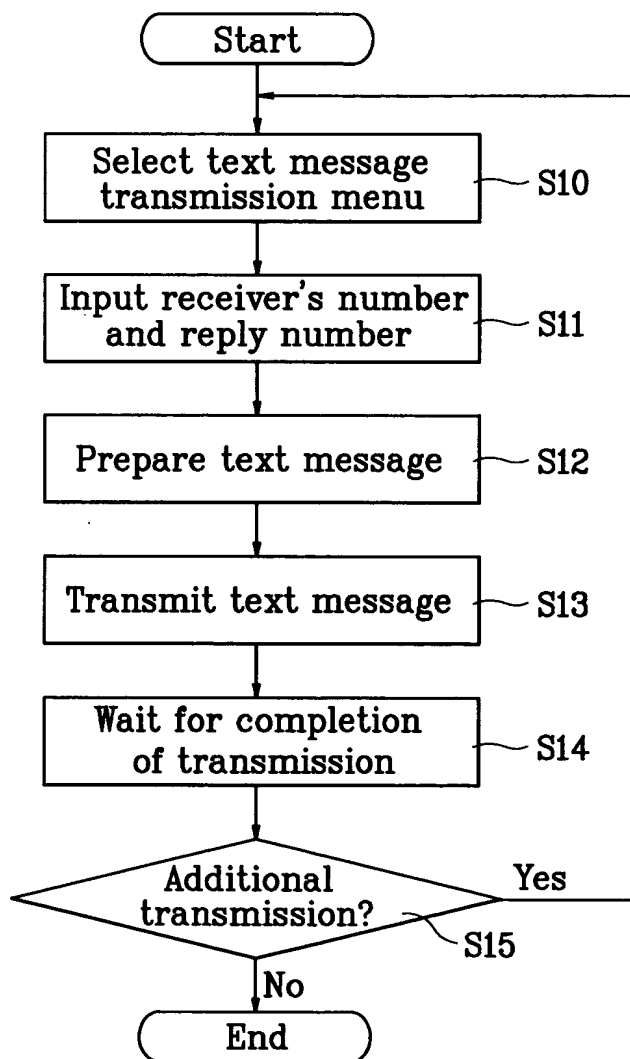 Start
Select text message
transmission menu
S10
Input receiver's number
and reply number
S11
Prepare text message
S12
Transmit text message
S13
Wait for completion
of transmission
S14
Additional
transmission?
Yes
S15
No
End